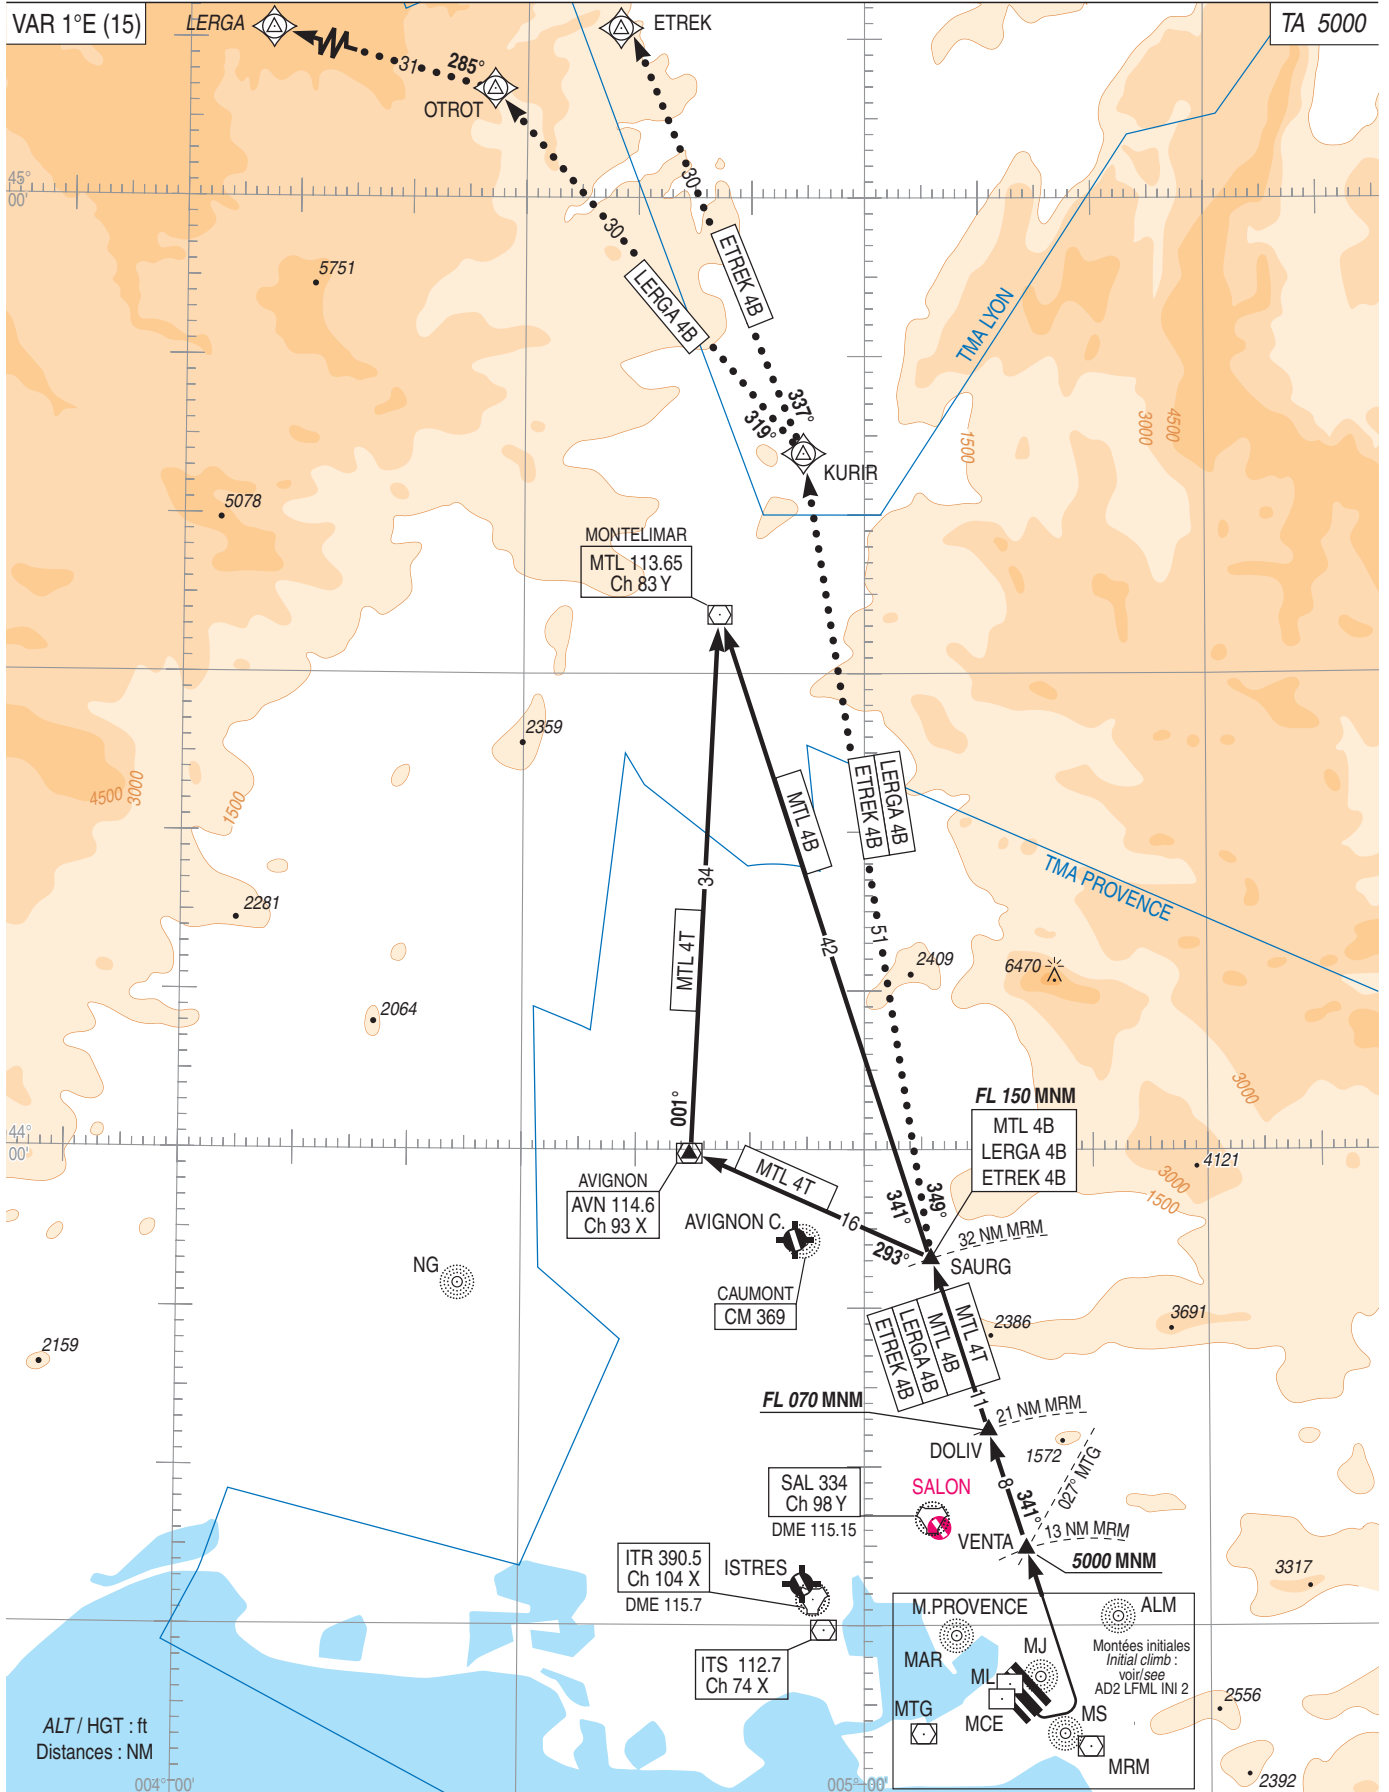 VAR 1°E (15)
LERGA
ETREK
TA 5000
31
285°
OTROT
30
45°
00'
30
5751
ETREK 4B
LERGA 4B
TMA LYON
337°
319°
3000
4500
1500
KURIR
5078
MONTELIMAR
MTL 113.65
Ch 83 Y
2359
4500
3000
1500
MTL 4B
LERGA 4B
ETREK 4B
TMA PROVENCE
34
2281
MTL 4T
42
51
2409
6470
2064
3000
FL 150 MNM
MTL 4B
LERGA 4B
ETREK 4B
001°
44°
00'
4121
3000
1500
AVIGNON
AVN 114.6
Ch 93 X
MTL 4T
16
293°
341°
349°
AVIGNON C.
32 NM MRM
SAURG
NG
CAUMONT
CM 369
MTL 4T
MTL 4B
LERGA 4B
ETREK 4B
2386
3691
2159
11
FL 070 MNM
21 NM MRM
DOLIV
1572
027° MTG
8
341°
SAL 334
Ch 98 Y
DME 115.15
SALON
VENTA
13 NM MRM
5000 MNM
ITR 390.5
Ch 104 X
DME 115.7
ISTRES
3317
M.PROVENCE
ALM
MAR
MJ
Montées initiales
Initial climb :
voir/see
AD2 LFML INI 2
ITS 112.7
Ch 74 X
ML
MCE
MTG
MS
MRM
2556
2392
ALT / HGT : ft
Distances : NM
004° 00'
005° 00'